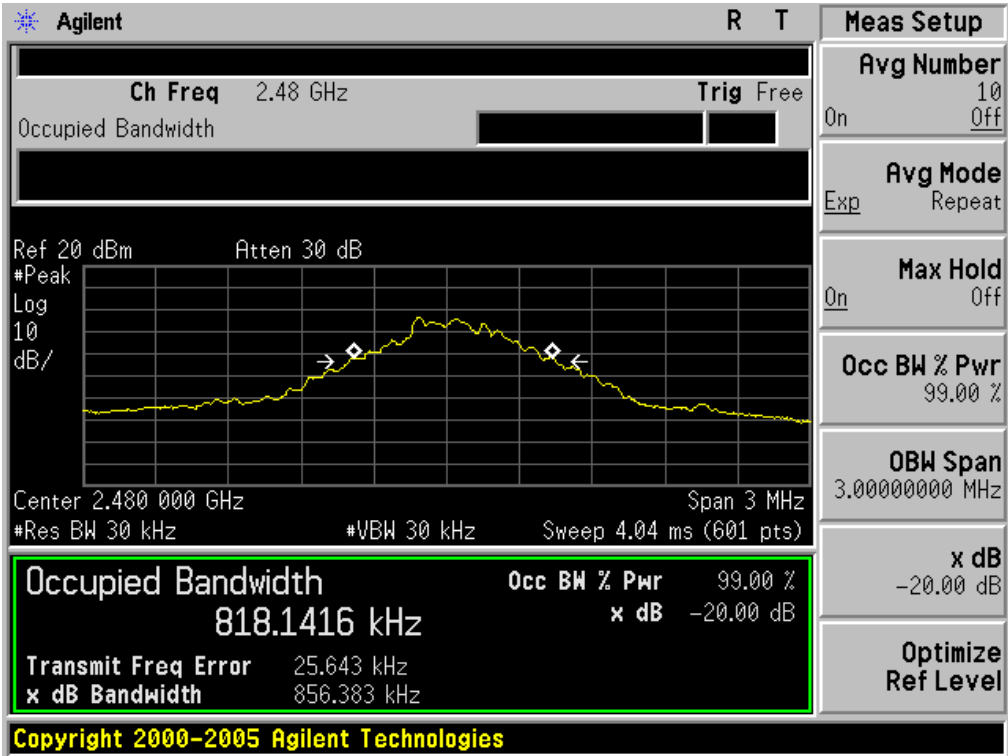 Agilent R T
Ch Freq 2.48 GHz Trig Free
Occupied Bandwidth
Ref 20 dBm Atten 30 dB
#Peak
Log
10
dB/
Center 2.480 000 GHz Span 3 MHz
#Res BW 30 kHz #VBW 30 kHz Sweep 4.04 ms (601 pts)
Occupied Bandwidth Occ BW % Pwr 99.00 %
818.1416 kHz x dB -20.00 dB
Transmit Freq Error 25.643 kHz
x dB Bandwidth 856.383 kHz
Copyright 2000-2005 Agilent Technologies
Meas Setup
Avg Number
10
On Off
Avg Mode
Exp Repeat
Max Hold
On Off
Occ BW % Pwr
99.00 %
OBW Span
3.00000000 MHz
x dB
-20.00 dB
Optimize
Ref Level